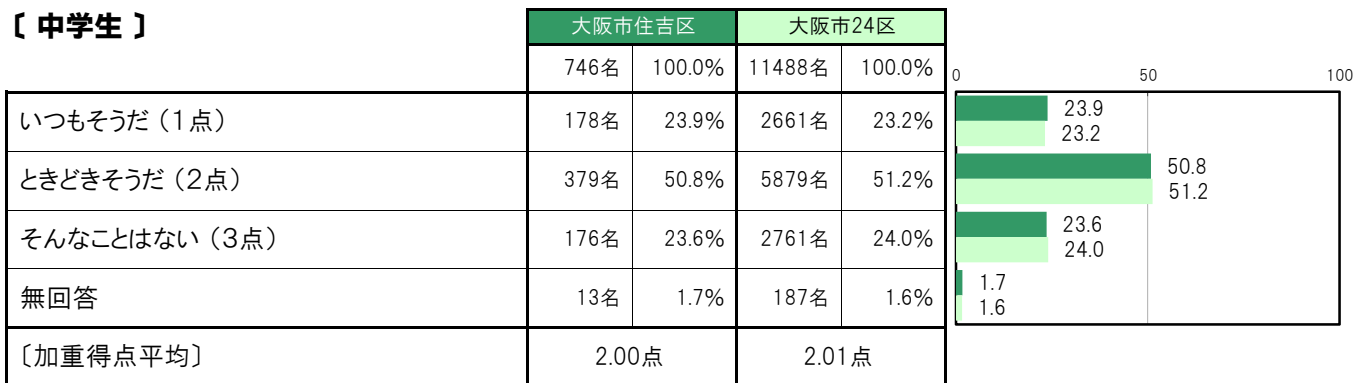 〔 中学生 〕
大阪市住吉区 大阪市24区
746名 100.0% 11488名 100.0%
0 50 100
いつもそうだ（1点） 178名 23.9% 2661名 23.2%
23.9
23.2
ときどきそうだ（2点） 379名 50.8% 5879名 51.2%
50.8
51.2
そんなことはない（3点） 176名 23.6% 2761名 24.0%
23.6
24.0
無回答 13名 1.7% 187名 1.6%
1.7
1.6
〔加重得点平均〕 2.00点 2.01点